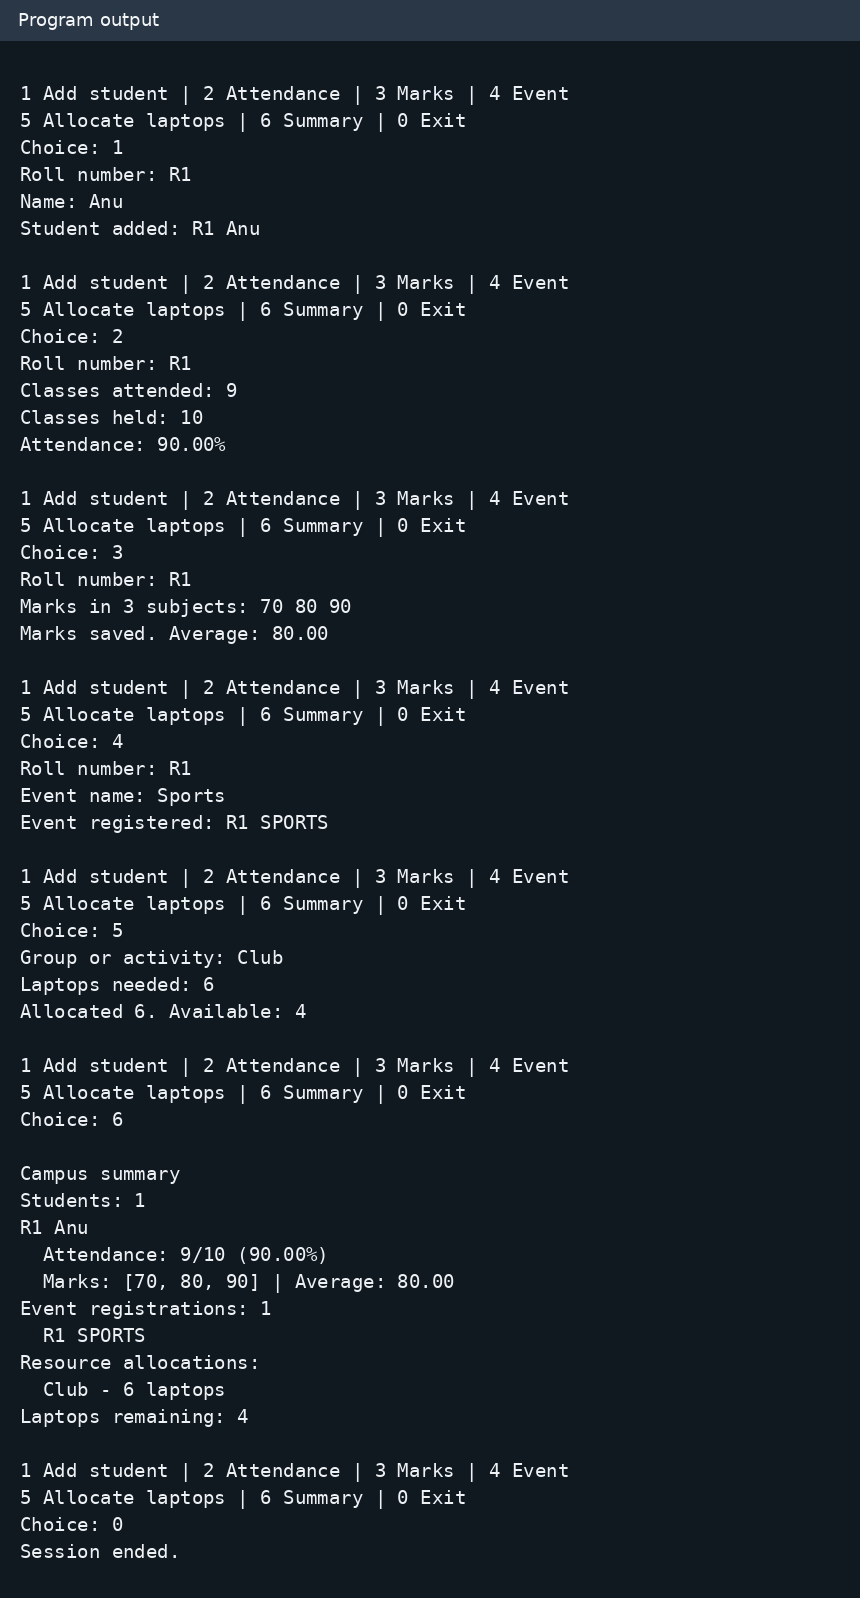 Program output
1 Add student | 2 Attendance | 3 Marks | 4 Event
5 Allocate laptops | 6 Summary | 0 Exit
Choice: 1
Roll number: R1
Name: Anu
Student added: R1 Anu
1 Add student | 2 Attendance | 3 Marks | 4 Event
5 Allocate laptops | 6 Summary | 0 Exit
Choice: 2
Roll number: R1
Classes attended: 9
Classes held: 10
Attendance: 90.00%
1 Add student | 2 Attendance | 3 Marks | 4 Event
5 Allocate laptops | 6 Summary | 0 Exit
Choice: 3
Roll number: R1
Marks in 3 subjects: 70 80 90
Marks saved. Average: 80.00
1 Add student | 2 Attendance | 3 Marks | 4 Event
5 Allocate laptops | 6 Summary | 0 Exit
Choice: 4
Roll number: R1
Event name: Sports
Event registered: R1 SPORTS
1 Add student | 2 Attendance | 3 Marks | 4 Event
5 Allocate laptops | 6 Summary | 0 Exit
Choice: 5
Group or activity: Club
Laptops needed: 6
Allocated 6. Available: 4
1 Add student | 2 Attendance | 3 Marks | 4 Event
5 Allocate laptops | 6 Summary | 0 Exit
Choice: 6
Campus summary
Students: 1
R1 Anu
  Attendance: 9/10 (90.00%)
  Marks: [70, 80, 90] | Average: 80.00
Event registrations: 1
  R1 SPORTS
Resource allocations:
  Club - 6 laptops
Laptops remaining: 4
1 Add student | 2 Attendance | 3 Marks | 4 Event
5 Allocate laptops | 6 Summary | 0 Exit
Choice: 0
Session ended.